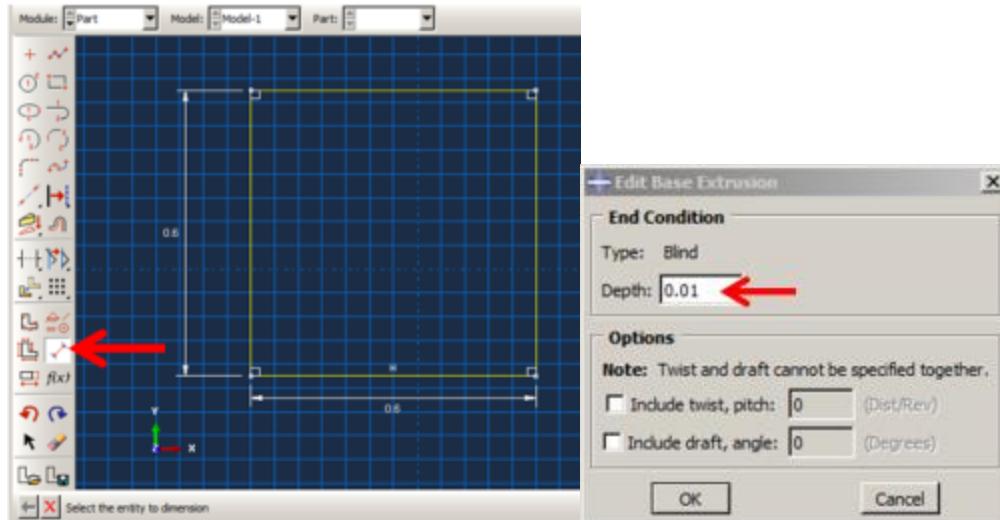 Module: Part Model: Model-1 Part:
0.6
0.6
H
Y
Z X
f(x)
Select the entity to dimension
Edit Base Extrusion
End Condition
Type: Blind
Depth: 0.01
Options
Note: Twist and draft cannot be specified together.
Include twist, pitch: 0 (Dist/Rev)
Include draft, angle: 0 (Degrees)
OK Cancel